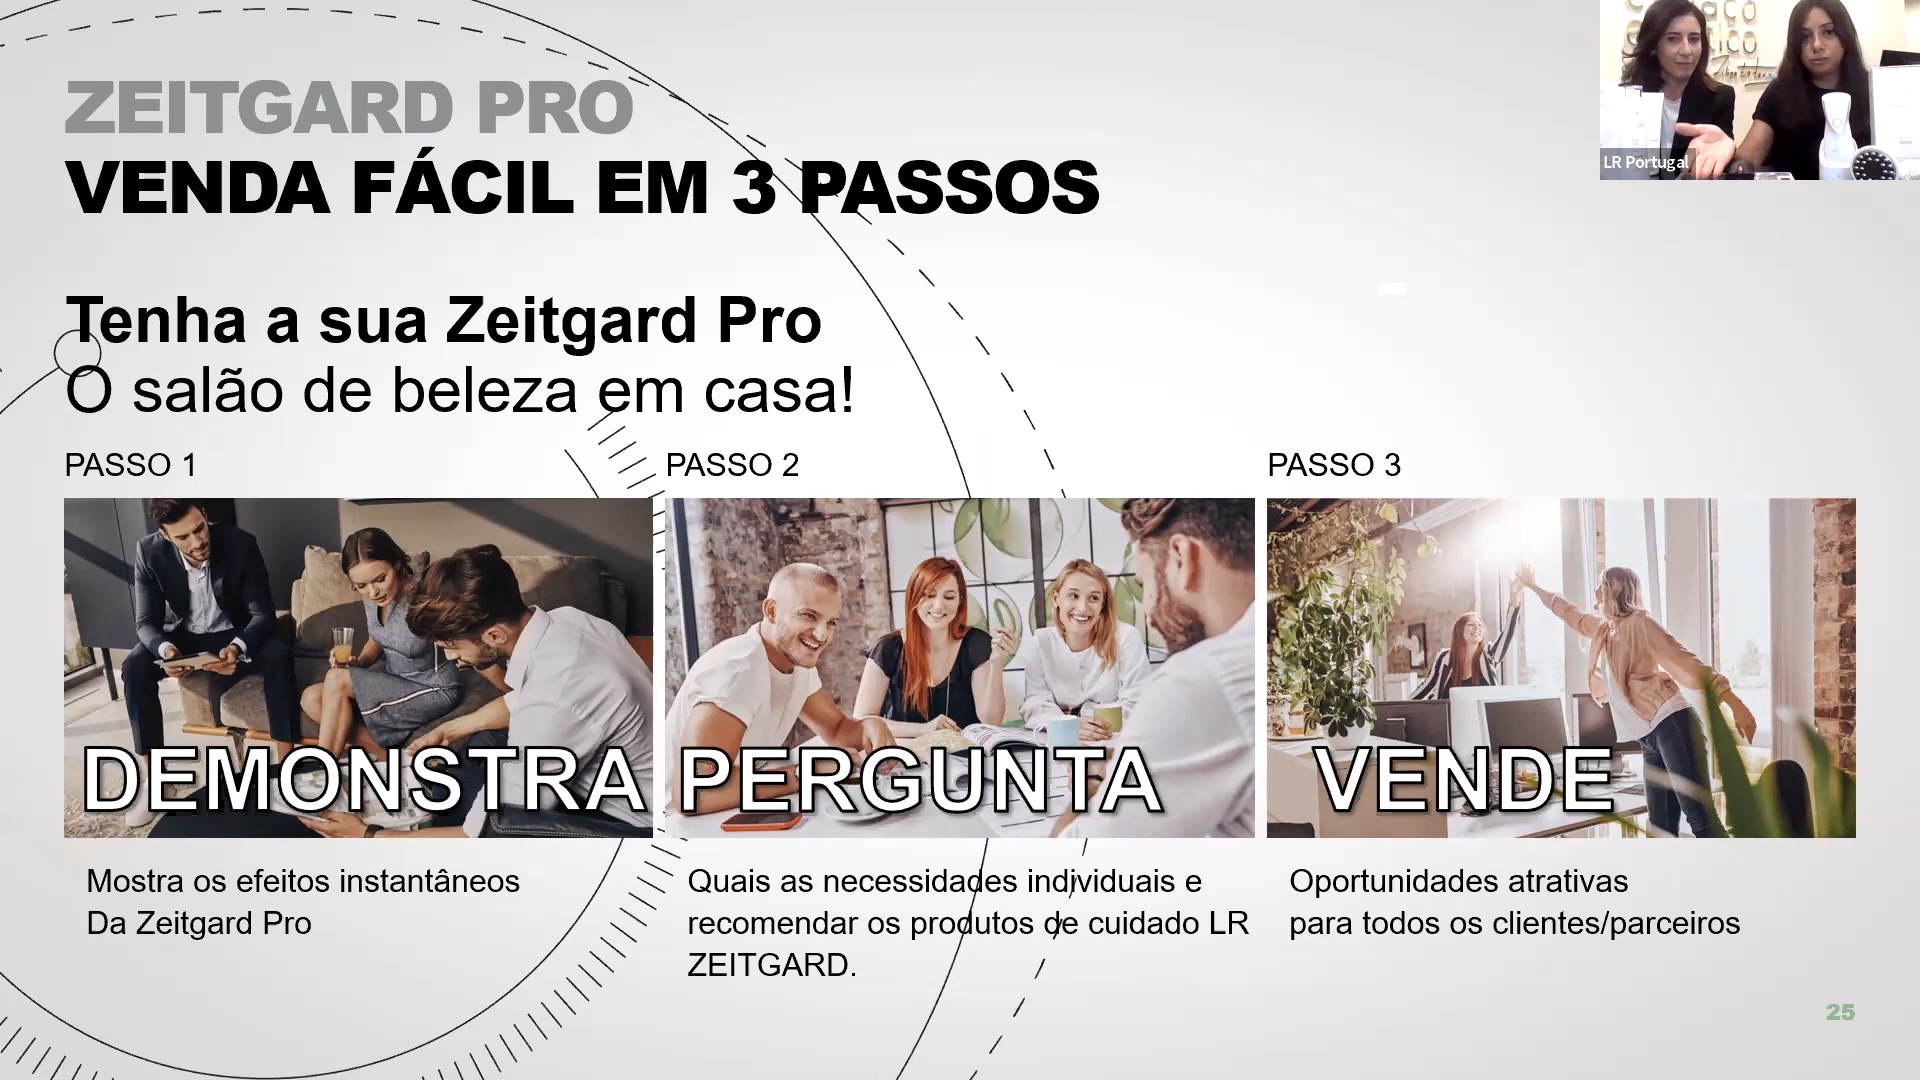 ZEITGARD PRO
VENDA FÁCIL EM 3 PASSOS
LR Portugal
Tenha a sua Zeitgard Pro
O salão de beleza em casa!
PASSO 1
PASSO 2
PASSO 3
DEMONSTRA
PERGUNTA
VENDE
Mostra os efeitos instantâneos
Da Zeitgard Pro
Quais as necessidades individuais e
recomendar os produtos de cuidado LR
ZEITGARD.
Oportunidades atrativas
para todos os clientes/parceiros
25